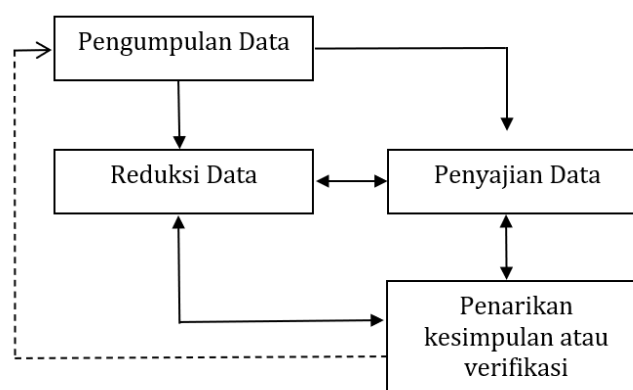 Pengumpulan Data
Reduksi Data
Penyajian Data
Penarikan
kesimpulan atau
verifikasi